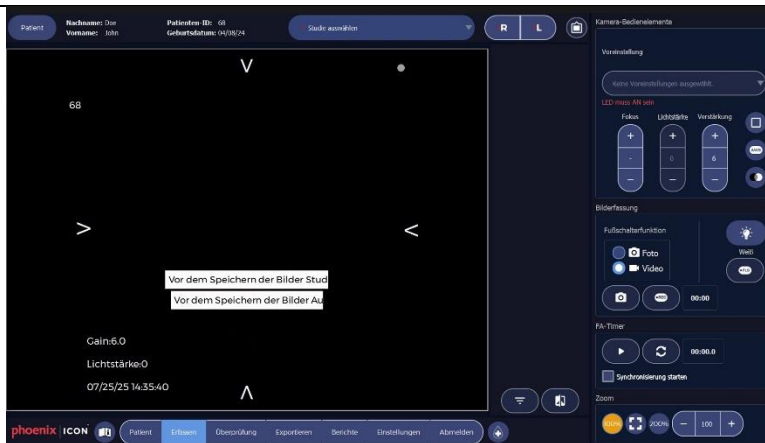 Patient
Nachname: Doe
Vorname: John
Patienten-ID: 68
Geburtsdatum: 04/08/24
Studie auswählen
R L
68
V
>
<
Vor dem Speichern der Bilder Stud
Vor dem Speichern der Bilder Au
Gain:6.0
Lichtstärke:0
07/25/25 14:35:40
Λ
Kamera-Bedienelemente
Voreinstellung
Keine Voreinstellungen ausgewählt.
LED muss AN sein
Fokus Lichtstärke Verstärkung
+ + +
- 0 6
− − −
Bilderfassung
Fußschalterfunktion
Foto
Video
Weiß
00:00
FA-Timer
00:00.0
Synchronisierung starten
Zoom
100% 200% − 100 +
phoenix ICON
Patient Erfassen Überprüfung Exportieren Berichte Einstellungen Abmelden